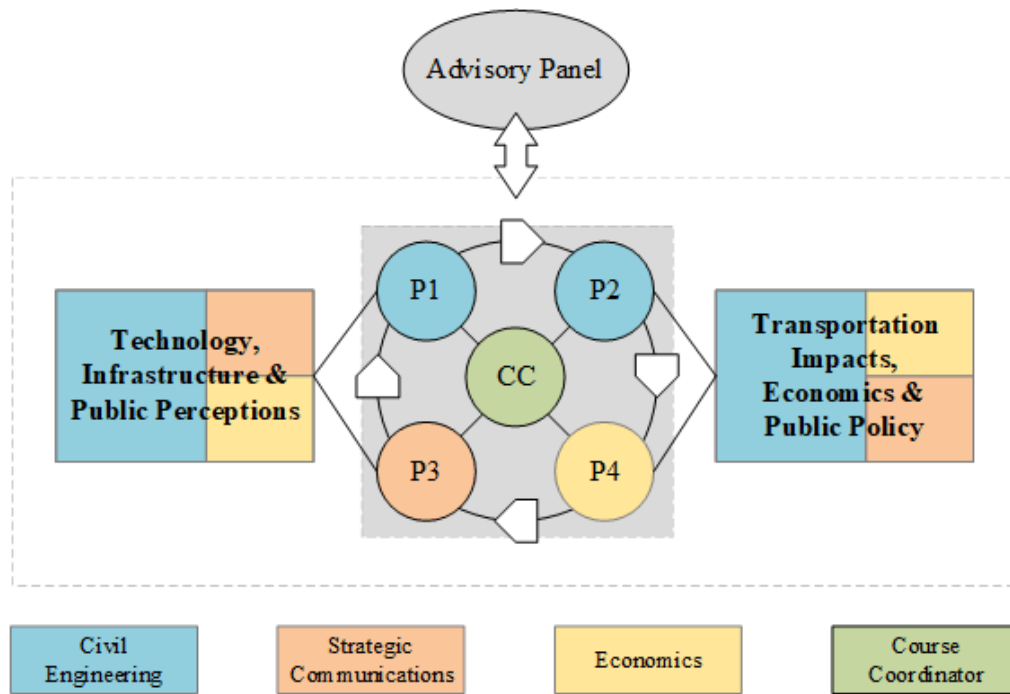 Advisory Panel
P1
P2
Technology,
Infrastructure &
Public Perceptions
CC
Transportation
Impacts,
Economics &
Public Policy
P3
P4
Civil
Engineering
Strategic
Communications
Economics
Course
Coordinator